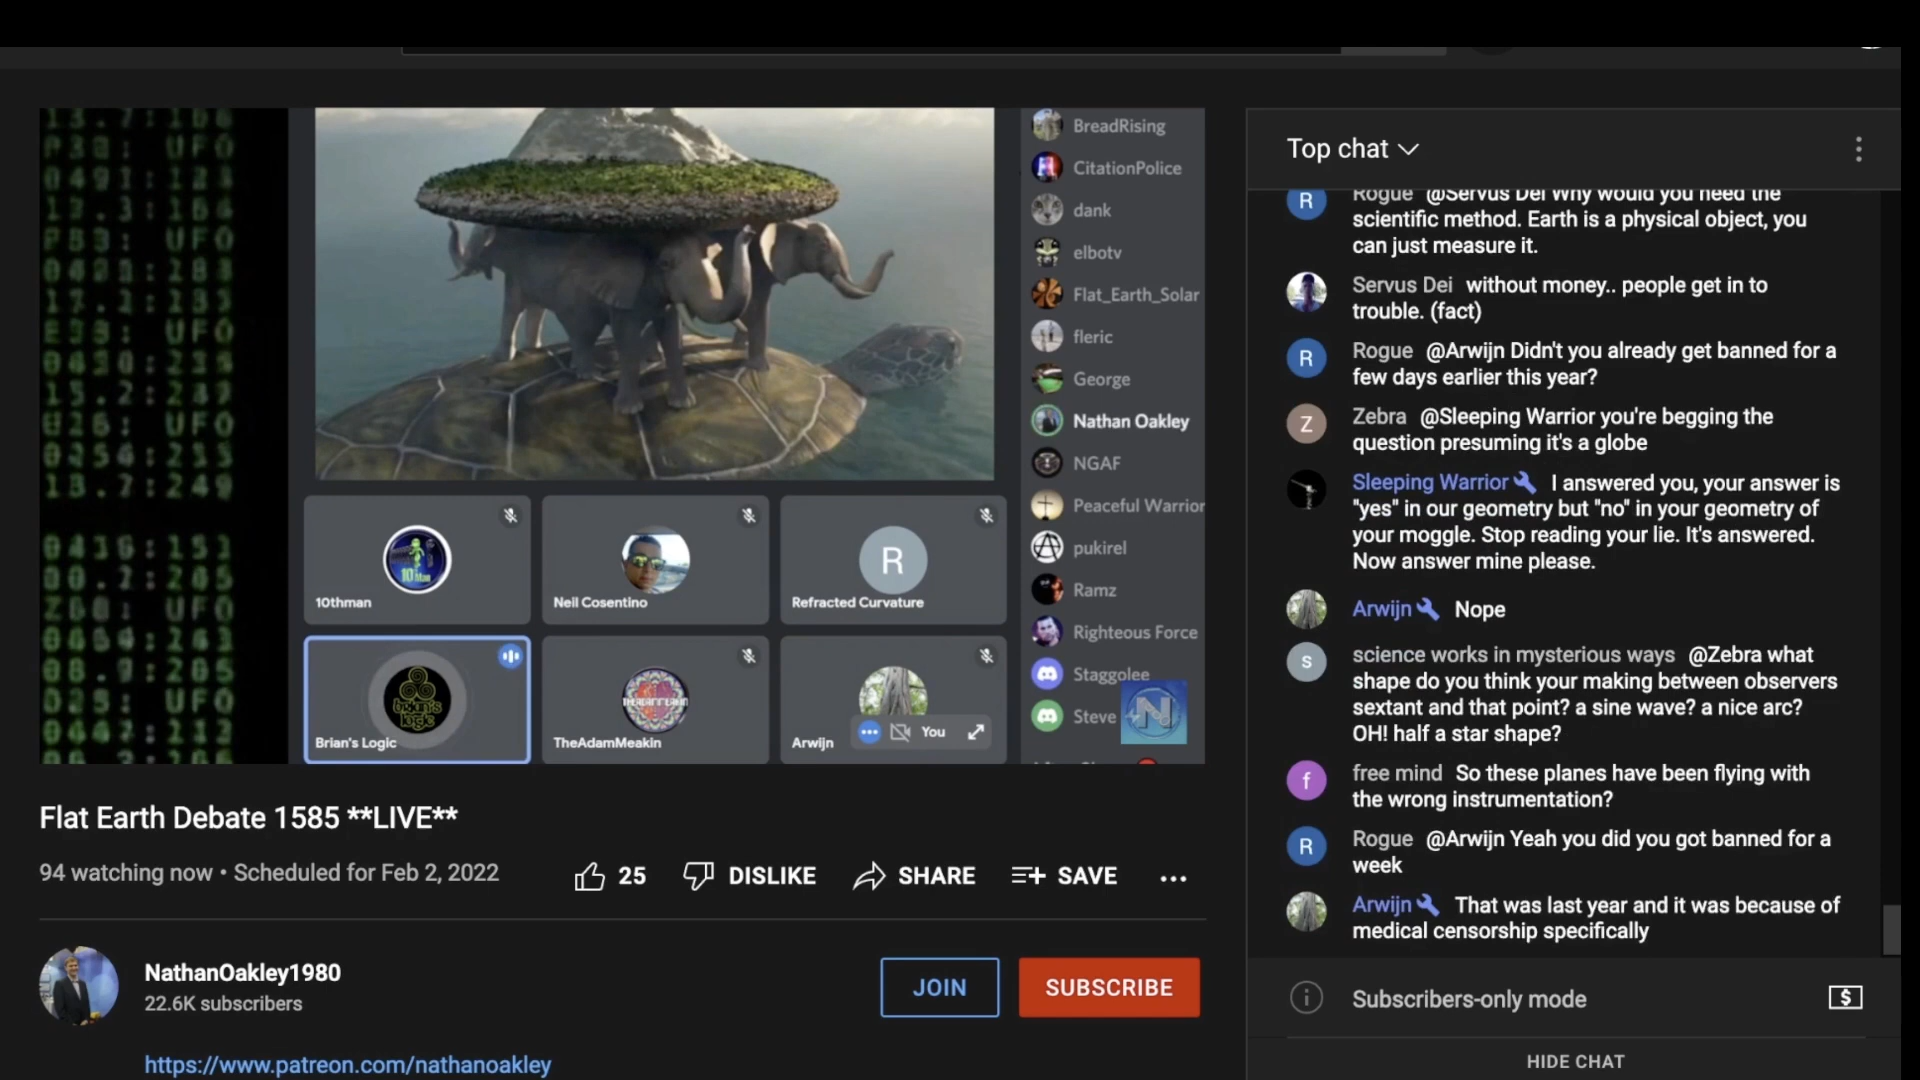 BreadRising
CitationPolice
dank
elbotv
Flat_Earth_Solar
fleric
George
Nathan Oakley
NGAF
Peaceful Warrior
pukirel
Ramz
Righteous Force
Staggolee
Steve
10thman
Neil Cosentino
R
Refracted Curvature
Brian's Logic
TheAdamMeakin
Arwijn
You
Flat Earth Debate 1585 **LIVE**
94 watching now • Scheduled for Feb 2, 2022
25
DISLIKE
SHARE
SAVE
NathanOakley1980
22.6K subscribers
JOIN
SUBSCRIBE
https://www.patreon.com/nathanoakley
Top chat
R
Rogue @Servus Dei Why would you need the
scientific method. Earth is a physical object, you
can just measure it.
Servus Dei without money.. people get in to
trouble. (fact)
R
Rogue @Arwijn Didn't you already get banned for a
few days earlier this year?
Z
Zebra @Sleeping Warrior you're begging the
question presuming it's a globe
Sleeping Warrior I answered you, your answer is
"yes" in our geometry but "no" in your geometry of
your moggle. Stop reading your lie. It's answered.
Now answer mine please.
Arwijn Nope
s
science works in mysterious ways @Zebra what
shape do you think your making between observers
sextant and that point? a sine wave? a nice arc?
OH! half a star shape?
f
free mind So these planes have been flying with
the wrong instrumentation?
R
Rogue @Arwijn Yeah you did you got banned for a
week
Arwijn That was last year and it was because of
medical censorship specifically
Subscribers-only mode
HIDE CHAT